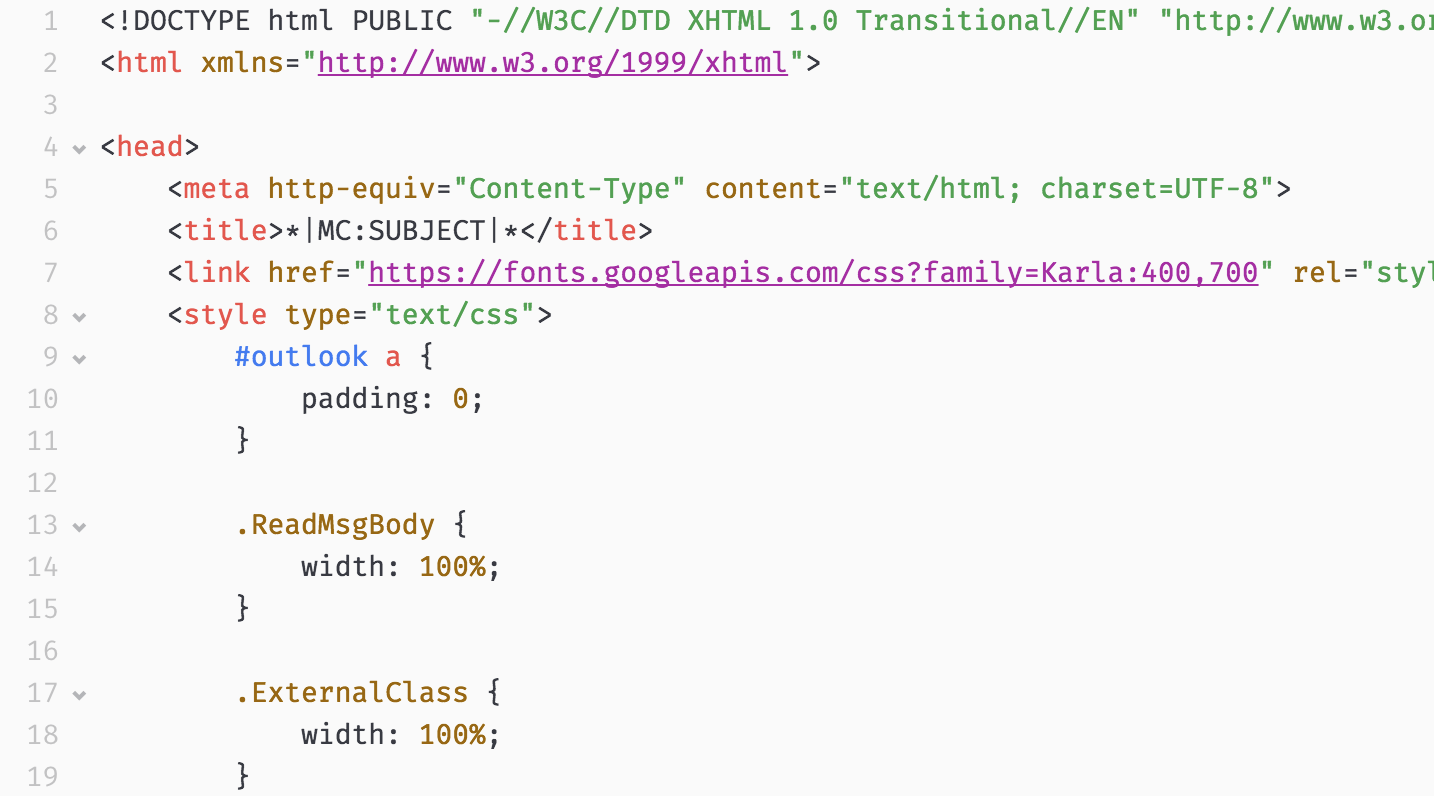 1 <!DOCTYPE html PUBLIC "-//W3C//DTD XHTML 1.0 Transitional//EN" "http://www.w3.or
2 <html xmlns="http://www.w3.org/1999/xhtml">
3
4 <head>
5 <meta http-equiv="Content-Type" content="text/html; charset=UTF-8">
6 <title>*|MC:SUBJECT|*</title>
7 <link href="https://fonts.googleapis.com/css?family=Karla:400,700" rel="styl
8 <style type="text/css">
9 #outlook a {
10 padding: 0;
11 }
12
13 .ReadMsgBody {
14 width: 100%;
15 }
16
17 .ExternalClass {
18 width: 100%;
19 }